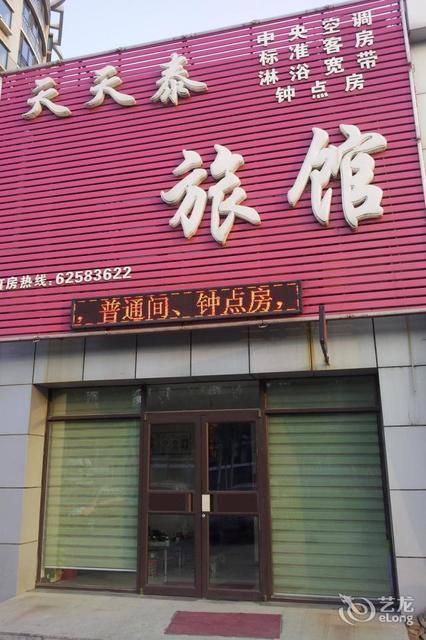 中央空调
标准客房
淋浴宽带
钟点房
天天泰
旅馆
订房热线:62583622
,普通间、钟点房,
艺龙
eLong